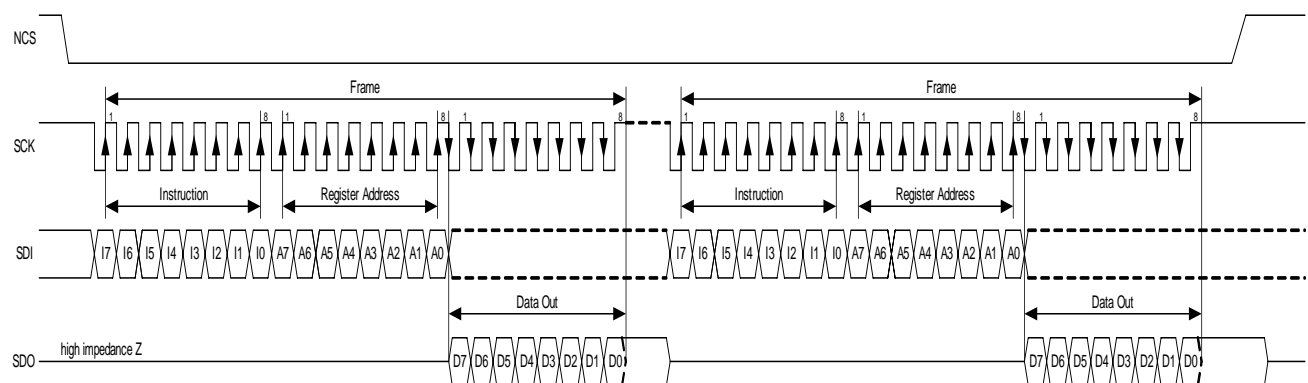 NCS
Frame Frame
1 8 1 8 1 8 1 8 1 8 1 8
SCK
Instruction Register Address Instruction Register Address
SDI I7 I6 I5 I4 I3 I2 I1 I0 A7 A6 A5 A4 A3 A2 A1 A0 I7 I6 I5 I4 I3 I2 I1 I0 A7 A6 A5 A4 A3 A2 A1 A0
Data Out Data Out
high impedance Z
SDO D7 D6 D5 D4 D3 D2 D1 D0 D7 D6 D5 D4 D3 D2 D1 D0